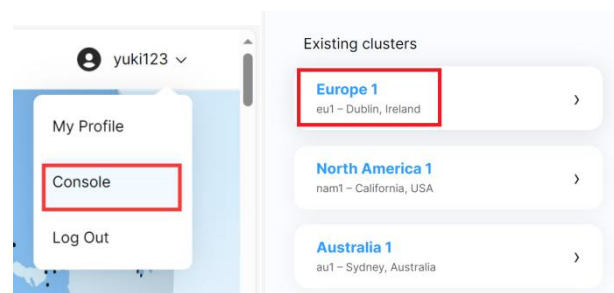 yuki123
My Profile
Console
Log Out
Existing clusters
Europe 1
eu1 – Dublin, Ireland
North America 1
nam1 – California, USA
Australia 1
au1 – Sydney, Australia